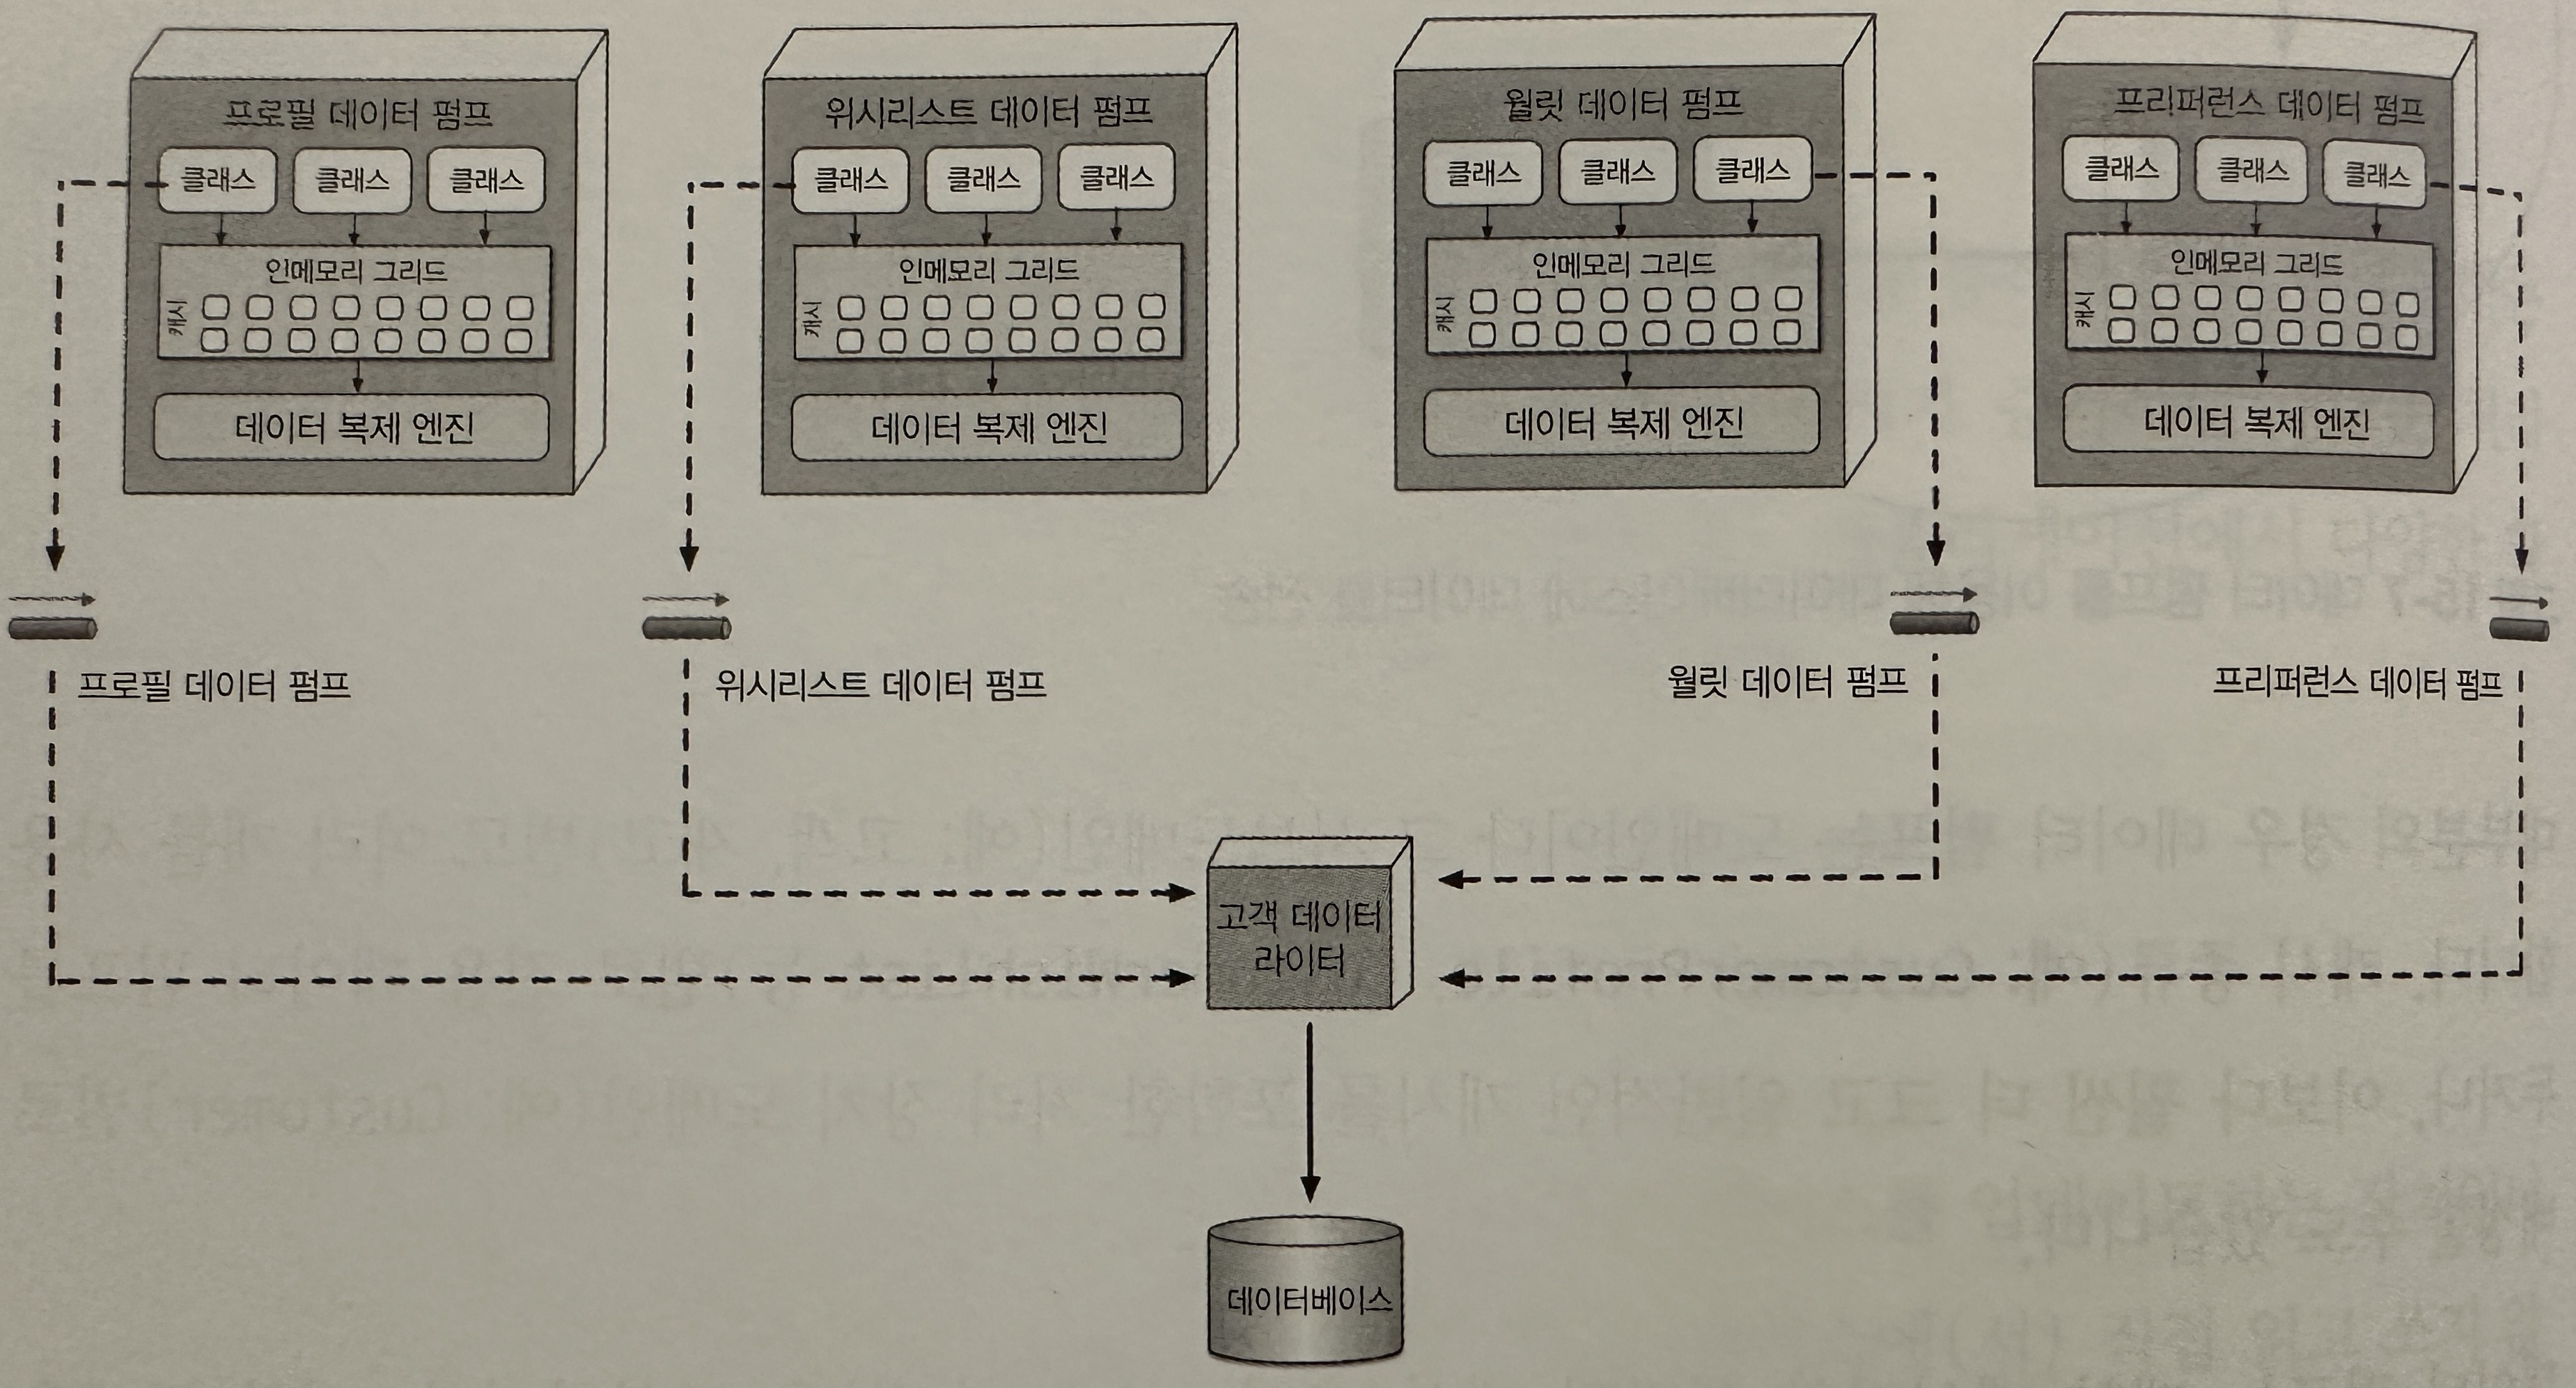 프로필 데이터 펌프
클래스 클래스 클래스
인메모리 그리드
캐시
데이터 복제 엔진
위시리스트 데이터 펌프
클래스 클래스 클래스
인메모리 그리드
캐시
데이터 복제 엔진
월릿 데이터 펌프
클래스 클래스 클래스
인메모리 그리드
캐시
데이터 복제 엔진
프리퍼런스 데이터 펌프
클래스 클래스 클래스
인메모리 그리드
캐시
데이터 복제 엔진
프로필 데이터 펌프
위시리스트 데이터 펌프
월릿 데이터 펌프
프리퍼런스 데이터 펌프
고객 데이터
라이터
데이터베이스